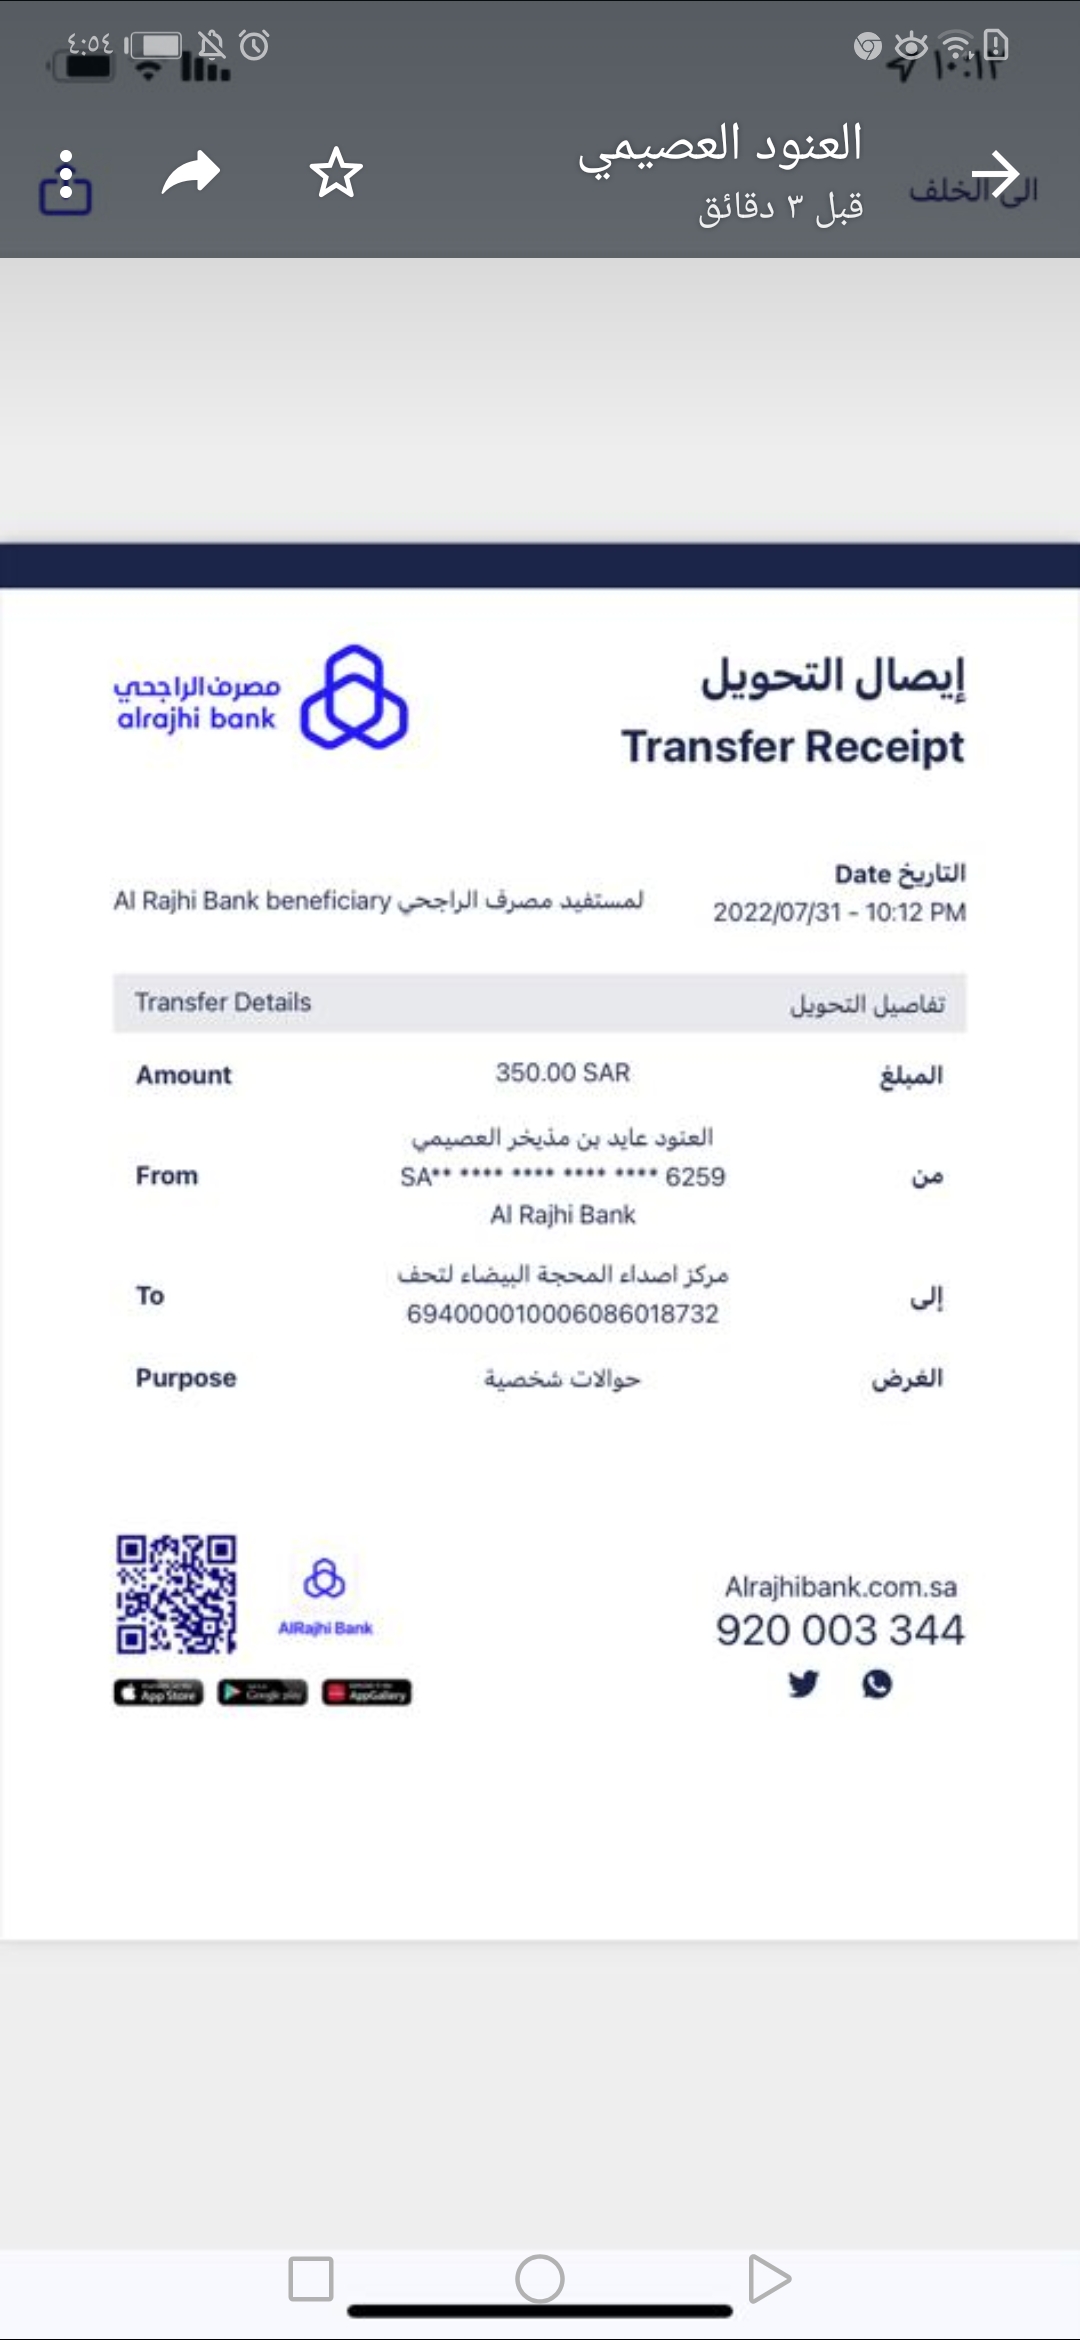 ٤:٥٤
١٠:١٣
العنود العصيمي
قبل ٣ دقائق
الى الخلف
إيصال التحويل
Transfer Receipt
مصرف الراجحي
alrajhi bank
التاريخ Date
2022/07/31 - 10:12 PM
لمستفيد مصرف الراجحي Al Rajhi Bank beneficiary
Transfer Details تفاصيل التحويل
Amount 350.00 SAR المبلغ
العنود عايد بن مذيخر العصيمي
From SA** **** **** **** **** 6259 من
Al Rajhi Bank
مركز اصداء المحجة البيضاء لتحف
To إلى
694000010006086018732
Purpose حوالات شخصية الغرض
Alrajhibank.com.sa
920 003 344
AlRajhi Bank
App Store
Google play
AppGallery